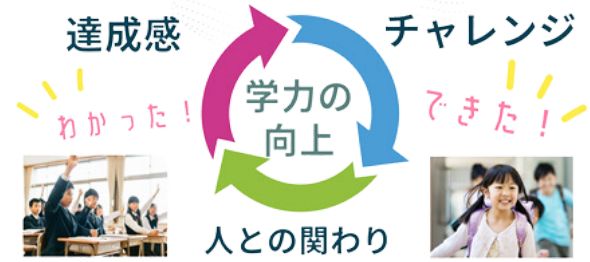 達成感
チャレンジ
わかった！
学力の
向上
できた！
人との関わり